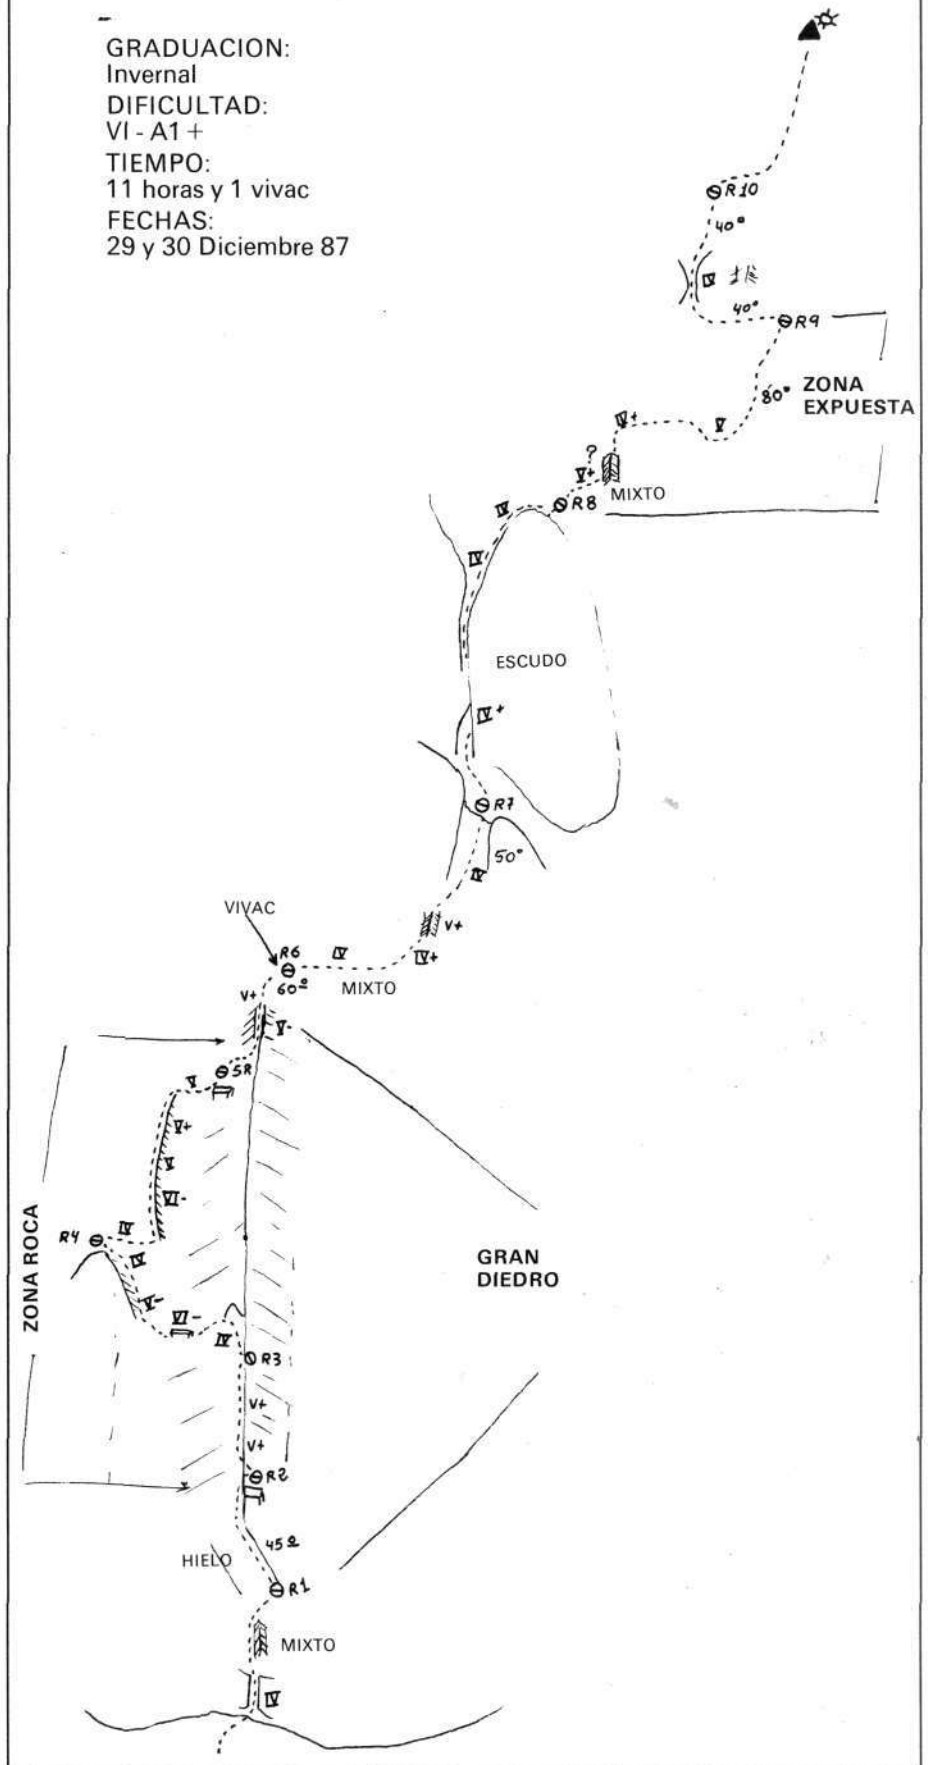 GRADUACION:
Invernal
DIFICULTAD:
VI - A1 +
TIEMPO:
11 horas y 1 vivac
FECHAS:
29 y 30 Diciembre 87
R10
40°
IV
40°
R9
80°
ZONA
EXPUESTA
V+
V
?
V+
MIXTO
R8
IV
IV
ESCUDO
IV+
R7
50°
IV
VIVAC
V+
R6
IV
IV+
60º
MIXTO
V+
V-
5R
V
V+
V
VI-
ZONA ROCA
R4
IV
IV
GRAN
DIEDRO
V-
VI-
IV
R3
V+
V+
R2
45º
HIELO
R1
MIXTO
IV